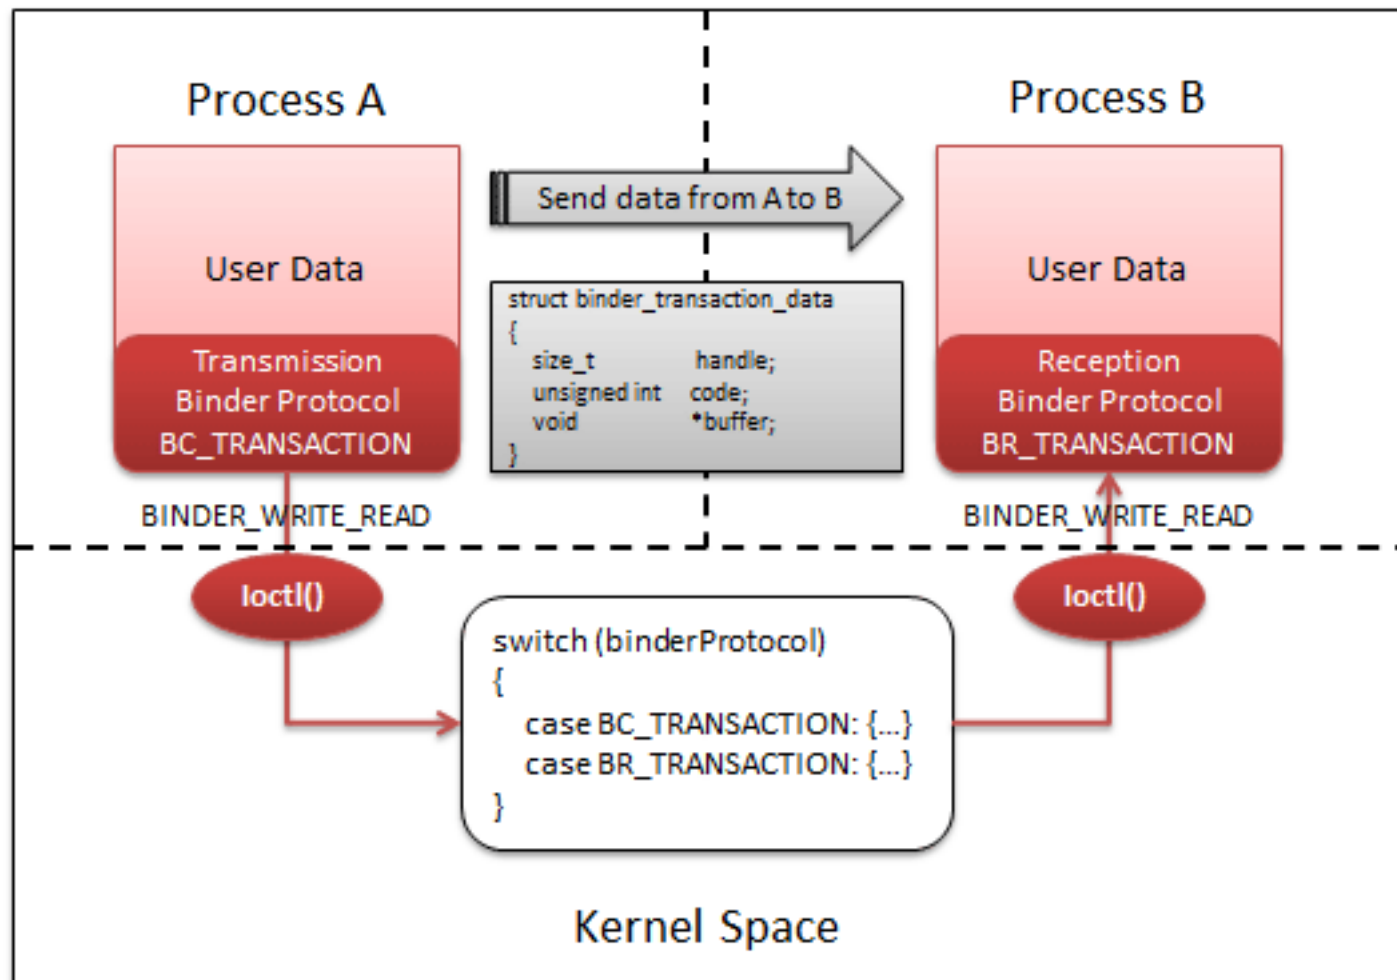 Process A
Process B
Send data from A to B
User Data
User Data
struct binder_transaction_data
{
size_t handle;
unsigned int code;
void *buffer;
}
Transmission
Binder Protocol
BC_TRANSACTION
Reception
Binder Protocol
BR_TRANSACTION
BINDER_WRITE_READ
BINDER_WRITE_READ
Ioctl()
Ioctl()
switch (binderProtocol)
{
case BC_TRANSACTION: {...}
case BR_TRANSACTION: {...}
}
Kernel Space